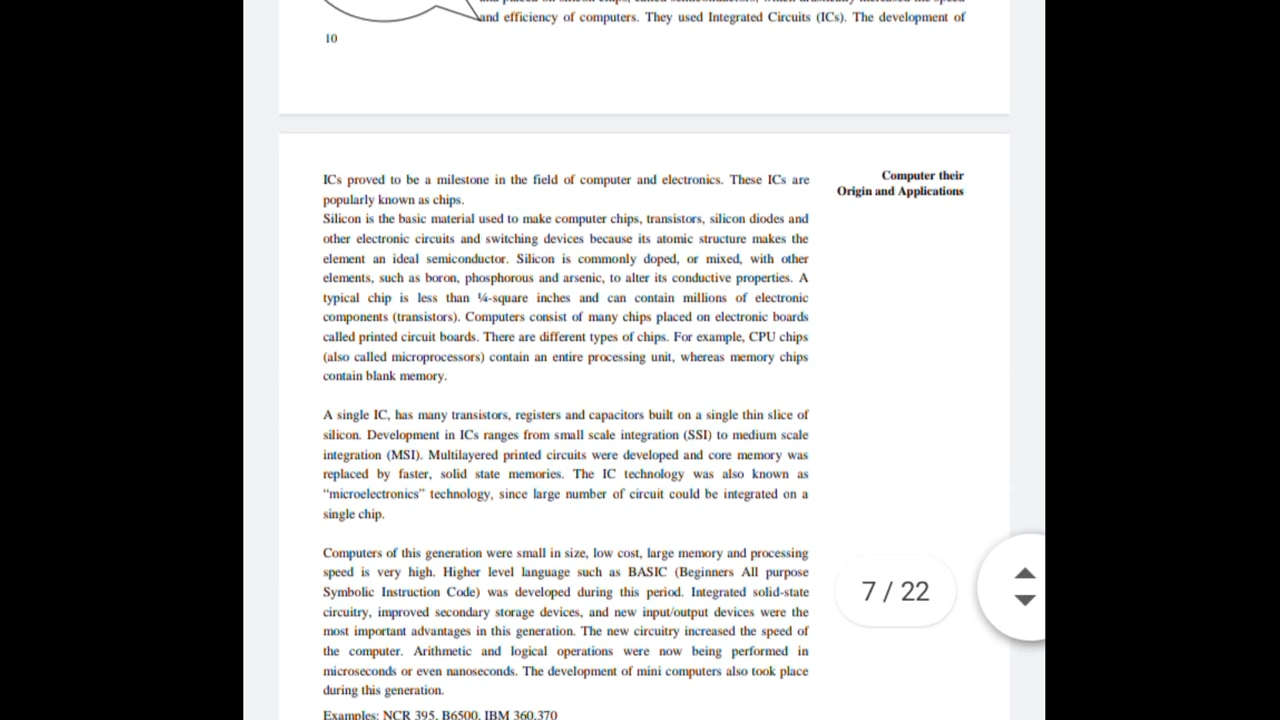 and efficiency of computers. They used Integrated Circuits (ICs). The development of
10
ICs proved to be a milestone in the field of computer and electronics. These ICs are
popularly known as chips.
Computer their
Origin and Applications
Silicon is the basic material used to make computer chips, transistors, silicon diodes and
other electronic circuits and switching devices because its atomic structure makes the
element an ideal semiconductor. Silicon is commonly doped, or mixed, with other
elements, such as boron, phosphorous and arsenic, to alter its conductive properties. A
typical chip is less than ¼-square inches and can contain millions of electronic
components (transistors). Computers consist of many chips placed on electronic boards
called printed circuit boards. There are different types of chips. For example, CPU chips
(also called microprocessors) contain an entire processing unit, whereas memory chips
contain blank memory.
A single IC, has many transistors, registers and capacitors built on a single thin slice of
silicon. Development in ICs ranges from small scale integration (SSI) to medium scale
integration (MSI). Multilayered printed circuits were developed and core memory was
replaced by faster, solid state memories. The IC technology was also known as
“microelectronics” technology, since large number of circuit could be integrated on a
single chip.
Computers of this generation were small in size, low cost, large memory and processing
speed is very high. Higher level language such as BASIC (Beginners All purpose
Symbolic Instruction Code) was developed during this period. Integrated solid-state
circuitry, improved secondary storage devices, and new input/output devices were the
most important advantages in this generation. The new circuitry increased the speed of
the computer. Arithmetic and logical operations were now being performed in
microseconds or even nanoseconds. The development of mini computers also took place
during this generation.
Examples: NCR 395, B6500, IBM 360,370
7 / 22